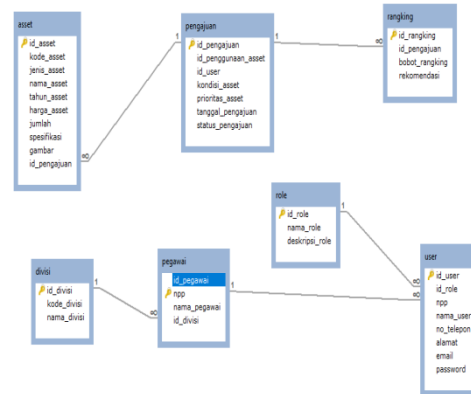 asset
id_asset
kode_asset
jenis_asset
nama_asset
tahun_asset
harga_asset
jumlah
spesifikasi
gambar
id_pengajuan
pengajuan
id_pengajuan
id_penggunaan_asset
id_user
kondisi_asset
prioritas_asset
tanggal_pengajuan
status_pengajuan
rangking
id_rangking
id_pengajuan
bobot_rangking
rekomendasi
1
∞
1
∞
role
id_role
nama_role
deskripsi_role
divisi
id_divisi
kode_divisi
nama_divisi
pegawai
id_pegawai
npp
nama_pegawai
id_divisi
user
id_user
id_role
npp
nama_user
no_telepon
alamat
email
password
1
∞
1
∞
1
∞